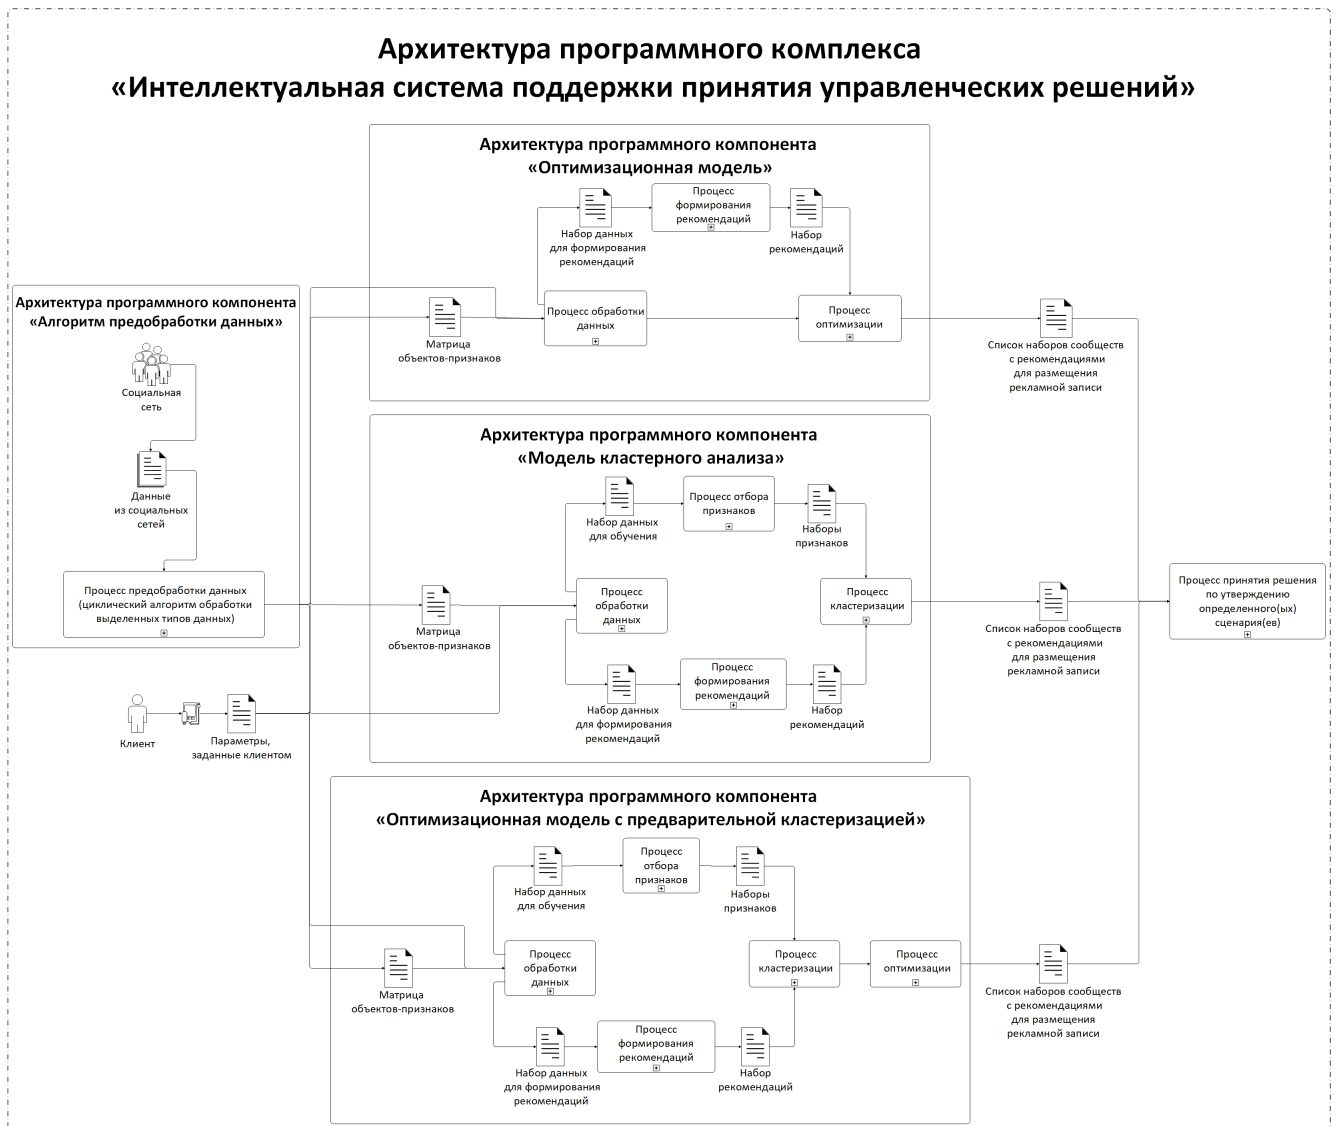 Архитектура программного комплекса
«Интеллектуальная система поддержки принятия управленческих решений»
Архитектура программного компонента
«Алгоритм предобработки данных»
Социальная
сеть
Данные
из социальных
сетей
Процесс предобработки данных
(циклический алгоритм обработки
выделенных типов данных)
Клиент
Параметры,
заданные клиентом
Архитектура программного компонента
«Оптимизационная модель»
Матрица
объектов-признаков
Процесс обработки
данных
Набор данных
для формирования
рекомендаций
Процесс
формирования
рекомендаций
Набор
рекомендаций
Процесс
оптимизации
Список наборов сообществ
с рекомендациями
для размещения
рекламной записи
Архитектура программного компонента
«Модель кластерного анализа»
Матрица
объектов-признаков
Процесс
обработки
данных
Набор данных
для обучения
Процесс отбора
признаков
Наборы
признаков
Набор данных
для формирования
рекомендаций
Процесс
формирования
рекомендаций
Набор
рекомендаций
Процесс
кластеризации
Список наборов сообществ
с рекомендациями
для размещения
рекламной записи
Процесс принятия решения
по утверждению
определенного(ых)
сценария(ев)
Архитектура программного компонента
«Оптимизационная модель с предварительной кластеризацией»
Матрица
объектов-признаков
Процесс
обработки
данных
Набор данных
для обучения
Процесс
отбора
признаков
Наборы
признаков
Набор данных
для формирования
рекомендаций
Процесс
формирования
рекомендаций
Набор
рекомендаций
Процесс
кластеризации
Процесс
оптимизации
Список наборов сообществ
с рекомендациями
для размещения
рекламной записи